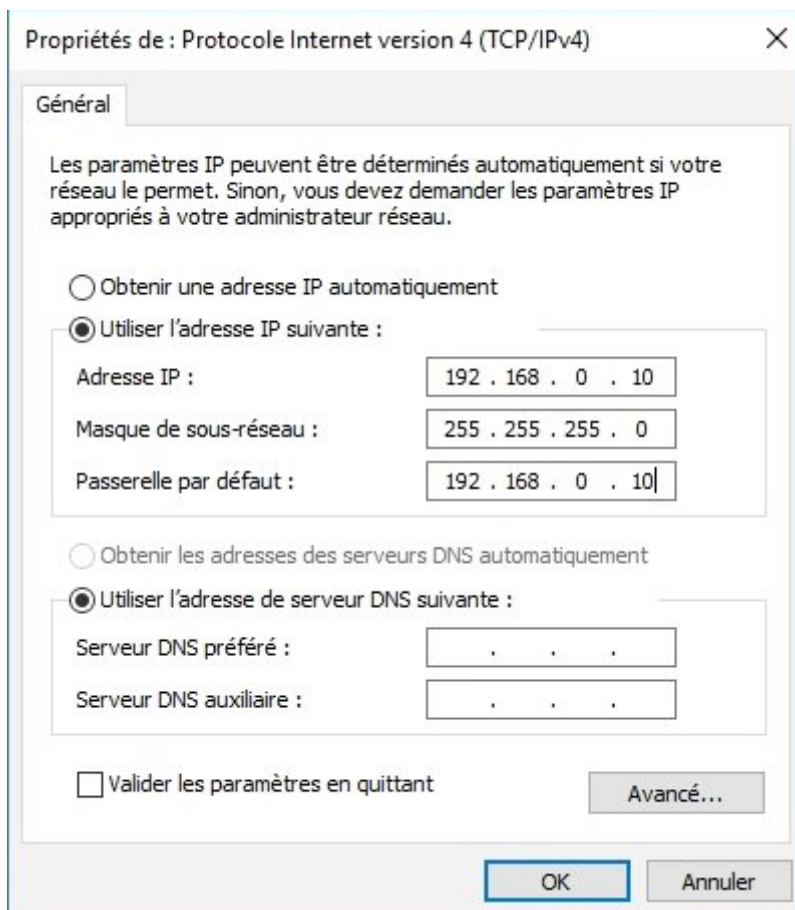 Propriétés de : Protocole Internet version 4 (TCP/IPv4)
Général
Les paramètres IP peuvent être déterminés automatiquement si votre
réseau le permet. Sinon, vous devez demander les paramètres IP
appropriés à votre administrateur réseau.
Obtenir une adresse IP automatiquement
Utiliser l'adresse IP suivante :
Adresse IP : 192 . 168 . 0 . 10
Masque de sous-réseau : 255 . 255 . 255 . 0
Passerelle par défaut : 192 . 168 . 0 . 10
Obtenir les adresses des serveurs DNS automatiquement
Utiliser l'adresse de serveur DNS suivante :
Serveur DNS préféré : . . .
Serveur DNS auxiliaire : . . .
Valider les paramètres en quittant
Avancé...
OK Annuler